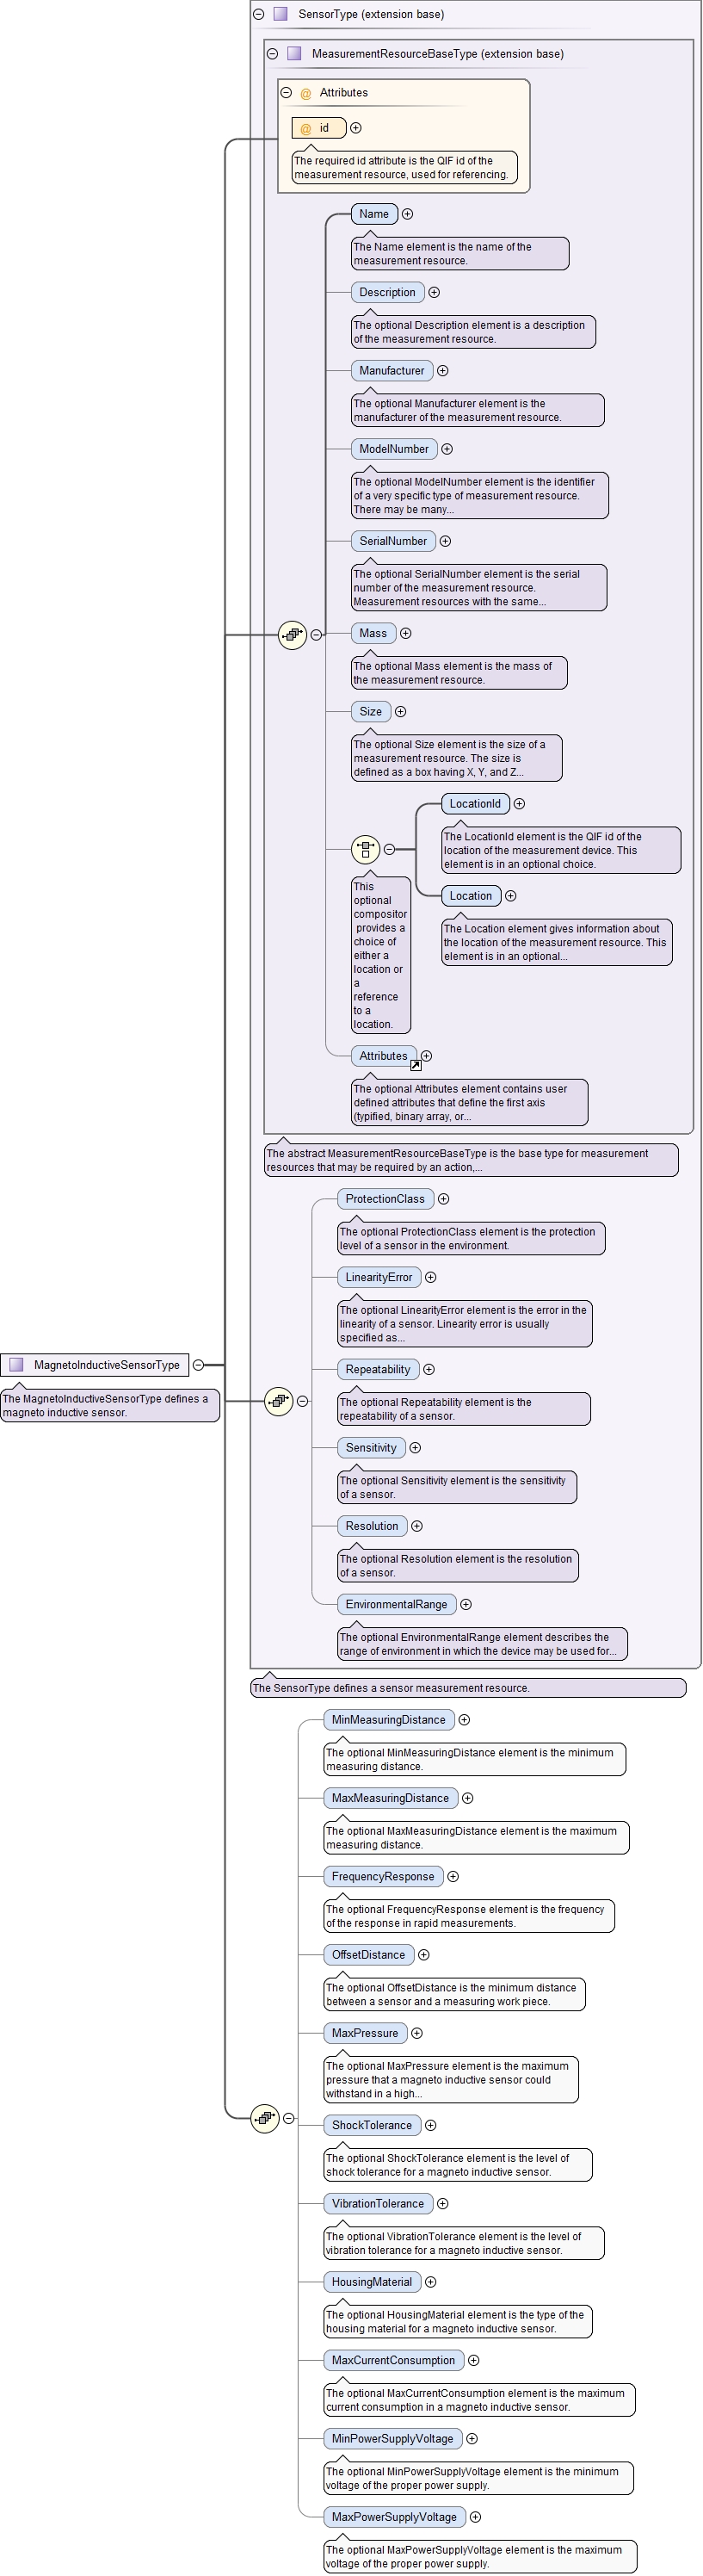 SensorType (extension base)
MeasurementResourceBaseType (extension base)
@ Attributes
@ id
The required id attribute is the QIF id of the
measurement resource, used for referencing.
Name
The Name element is the name of the
measurement resource.
Description
The optional Description element is a description
of the measurement resource.
Manufacturer
The optional Manufacturer element is the
manufacturer of the measurement resource.
ModelNumber
The optional ModelNumber element is the identifier
of a very specific type of measurement resource.
There may be many...
SerialNumber
The optional SerialNumber element is the serial
number of the measurement resource.
Measurement resources with the same...
Mass
The optional Mass element is the mass of
the measurement resource.
Size
The optional Size element is the size of a
measurement resource. The size is
defined as a box having X, Y, and Z...
LocationId
The LocationId element is the QIF id of the
location of the measurement device. This
element is in an optional choice.
Location
The Location element gives information about
the location of the measurement resource. This
element is in an optional...
This
optional
compositor
provides a
choice of
either a
location or
a
reference
to a
location.
Attributes
The optional Attributes element contains user
defined attributes that define the first axis
(typified, binary array, or...
The abstract MeasurementResourceBaseType is the base type for measurement
resources that may be required by an action,...
ProtectionClass
The optional ProtectionClass element is the protection
level of a sensor in the environment.
LinearityError
The optional LinearityError element is the error in the
linearity of a sensor. Linearity error is usually
specified as...
MagnetoInductiveSensorType
The MagnetoInductiveSensorType defines a
magneto inductive sensor.
Repeatability
The optional Repeatability element is the
repeatability of a sensor.
Sensitivity
The optional Sensitivity element is the sensitivity
of a sensor.
Resolution
The optional Resolution element is the resolution
of a sensor.
EnvironmentalRange
The optional EnvironmentalRange element describes the
range of environment in which the device may be used for...
The SensorType defines a sensor measurement resource.
MinMeasuringDistance
The optional MinMeasuringDistance element is the minimum
measuring distance.
MaxMeasuringDistance
The optional MaxMeasuringDistance element is the maximum
measuring distance.
FrequencyResponse
The optional FrequencyResponse element is the frequency
of the response in rapid measurements.
OffsetDistance
The optional OffsetDistance is the minimum distance
between a sensor and a measuring work piece.
MaxPressure
The optional MaxPressure element is the maximum
pressure that a magneto inductive sensor could
withstand in a high...
ShockTolerance
The optional ShockTolerance element is the level of
shock tolerance for a magneto inductive sensor.
VibrationTolerance
The optional VibrationTolerance element is the level of
vibration tolerance for a magneto inductive sensor.
HousingMaterial
The optional HousingMaterial element is the type of the
housing material for a magneto inductive sensor.
MaxCurrentConsumption
The optional MaxCurrentConsumption element is the maximum
current consumption in a magneto inductive sensor.
MinPowerSupplyVoltage
The optional MinPowerSupplyVoltage element is the minimum
voltage of the proper power supply.
MaxPowerSupplyVoltage
The optional MaxPowerSupplyVoltage element is the maximum
voltage of the proper power supply.